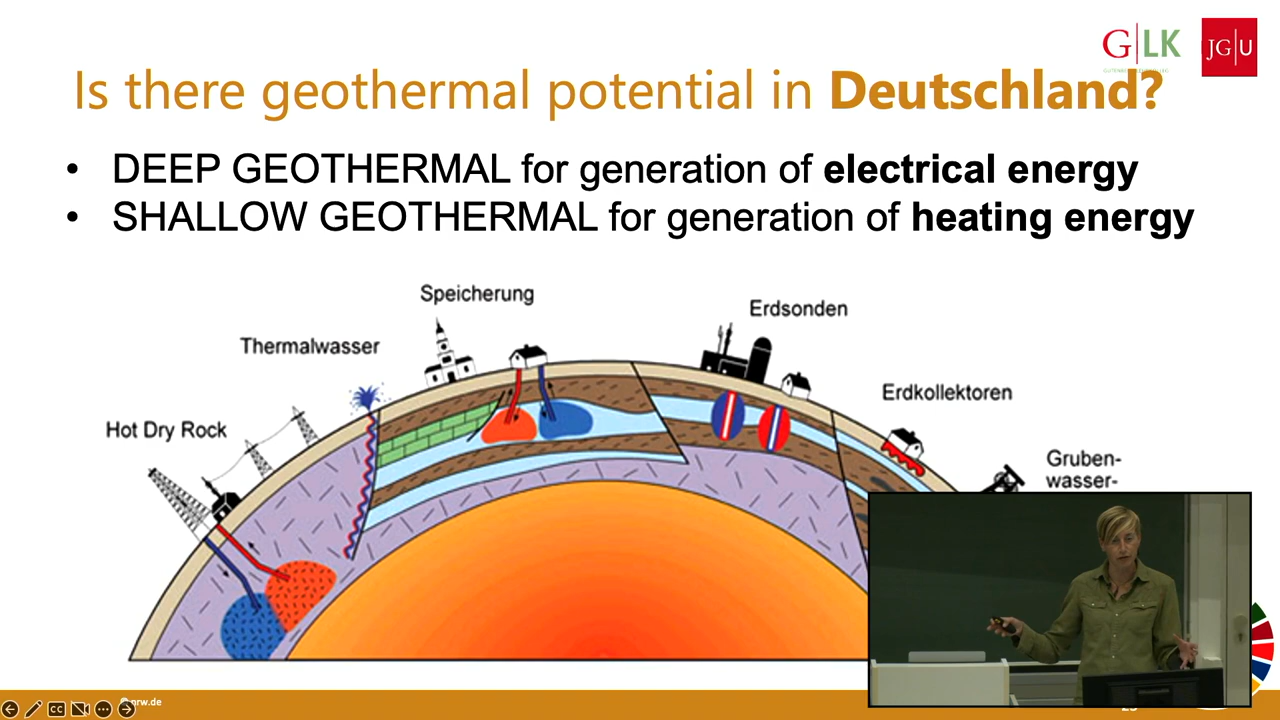 G|LK
JG|U
Is there geothermal potential in Deutschland?
• DEEP GEOTHERMAL for generation of electrical energy
• SHALLOW GEOTHERMAL for generation of heating energy
Speicherung
Erdsonden
Thermalwasser
Erdkollektoren
Hot Dry Rock
Gruben-
wasser-
CC